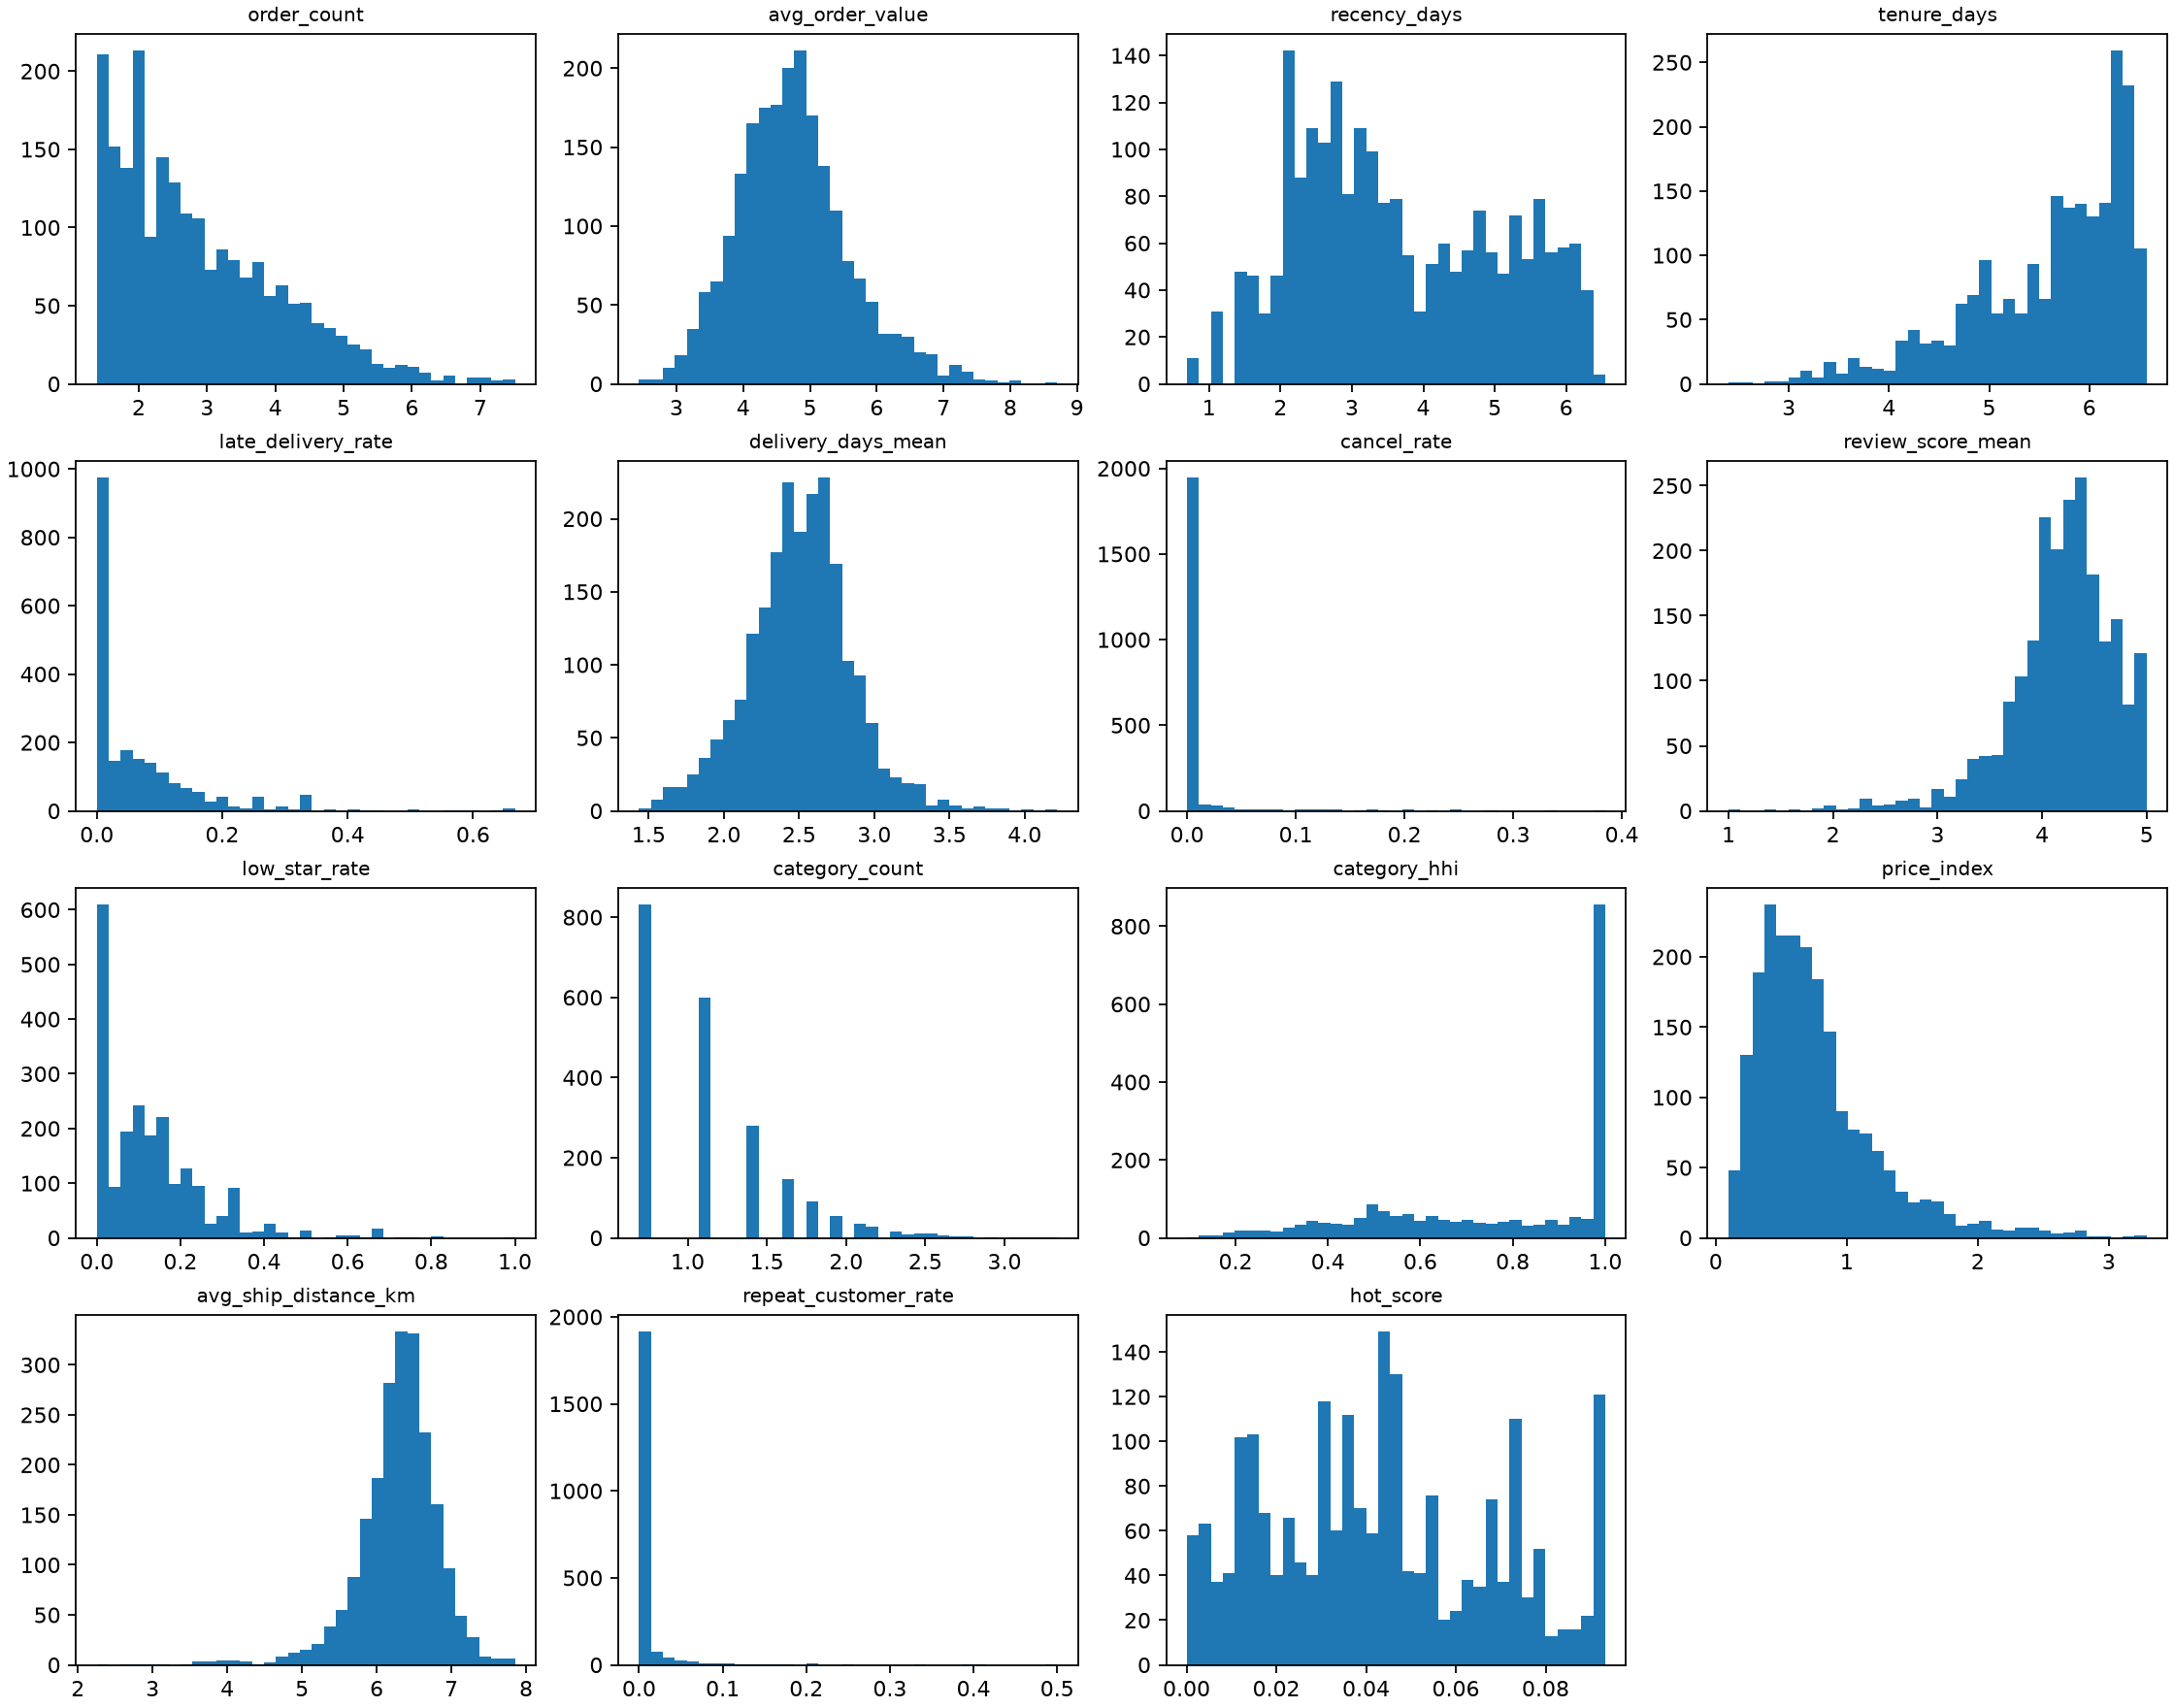 order_count
avg_order_value
recency_days
tenure_days
0 50 100 150 200
2 3 4 5 6 7
0 50 100 150 200
3 4 5 6 7 8 9
0 20 40 60 80 100 120 140
1 2 3 4 5 6
0 50 100 150 200 250
3 4 5 6
late_delivery_rate
delivery_days_mean
cancel_rate
review_score_mean
0 200 400 600 800 1000
0.0 0.2 0.4 0.6
0 50 100 150 200
1.5 2.0 2.5 3.0 3.5 4.0
0 500 1000 1500 2000
0.0 0.1 0.2 0.3 0.4
0 50 100 150 200 250
1 2 3 4 5
low_star_rate
category_count
category_hhi
price_index
0 100 200 300 400 500 600
0.0 0.2 0.4 0.6 0.8 1.0
0 200 400 600 800
1.0 1.5 2.0 2.5 3.0
0 200 400 600 800
0.2 0.4 0.6 0.8 1.0
0 50 100 150 200
0 1 2 3
avg_ship_distance_km
repeat_customer_rate
hot_score
0 50 100 150 200 250 300
2 3 4 5 6 7 8
0 500 1000 1500 2000
0.0 0.1 0.2 0.3 0.4 0.5
0 20 40 60 80 100 120 140
0.00 0.02 0.04 0.06 0.08